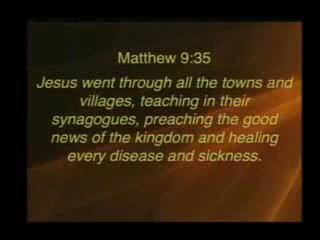 Matthew 9:35
Jesus went through all the towns and
villages, teaching in their
synagogues, preaching the good
news of the kingdom and healing
every disease and sickness.